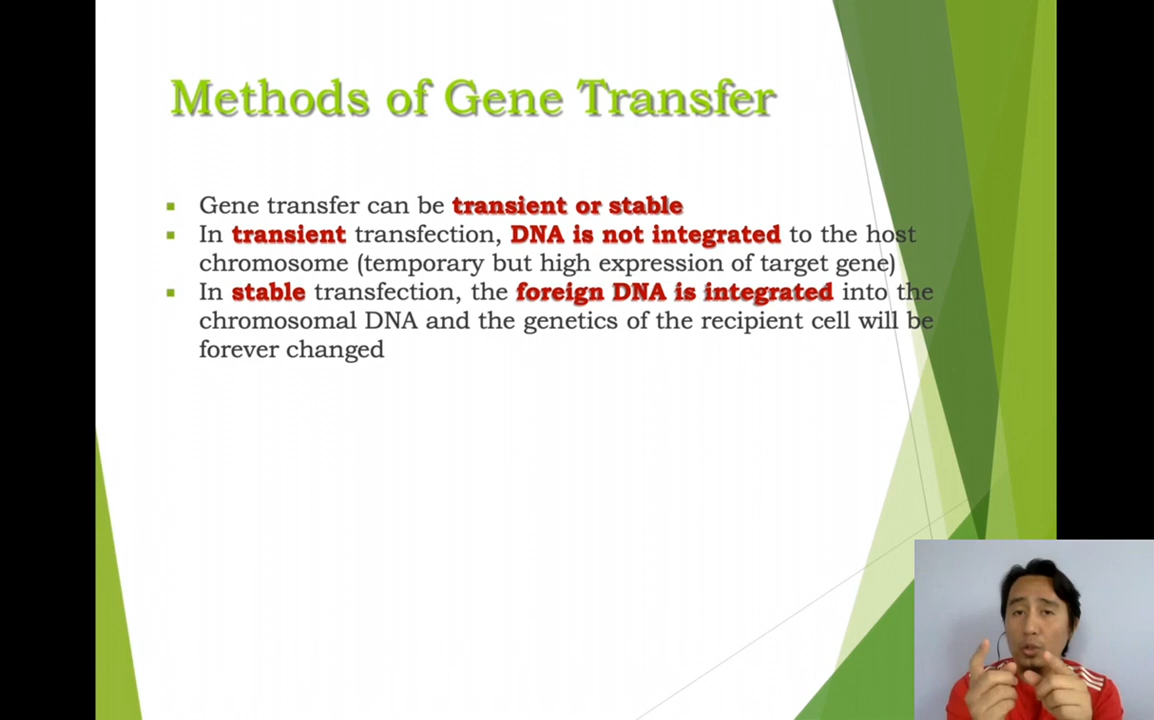 Methods of Gene Transfer
▪ Gene transfer can be transient or stable
▪ In transient transfection, DNA is not integrated to the host
chromosome (temporary but high expression of target gene)
▪ In stable transfection, the foreign DNA is integrated into the
chromosomal DNA and the genetics of the recipient cell will be
forever changed